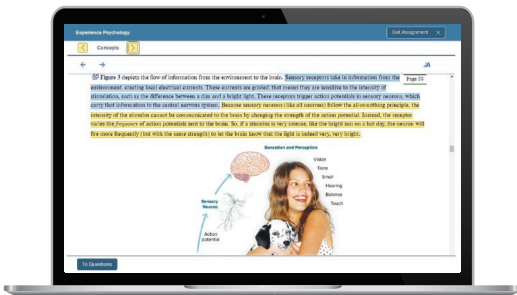 Experience Psychology
Exit Assignment X
Concepts
Figure 3 depicts the flow of information from the environment to the brain. Sensory receptors take in information from the
Page 83
environment, creating local electrical currents. These currents are graded; that means they are sensitive to the intensity of
stimulation, such as the difference between a dim and a bright light. These receptors trigger action potentials in sensory neurons, which
carry that information to the central nervous system. Because sensory neurons (like all neurons) follow the all-or-nothing principle, the
intensity of the stimulus cannot be communicated to the brain by changing the strength of the action potential. Instead, the receptor
varies the frequency of action potentials sent to the brain. So, if a stimulus is very intense, like the bright sun on a hot day, the neuron will
fire more frequently (but with the same strength) to let the brain know that the light is indeed very, very bright.
Sensation and Perception
Vision
Taste
Smell
Hearing
Balance
Touch
Sensory
Neuron
Action
potential
To Questions